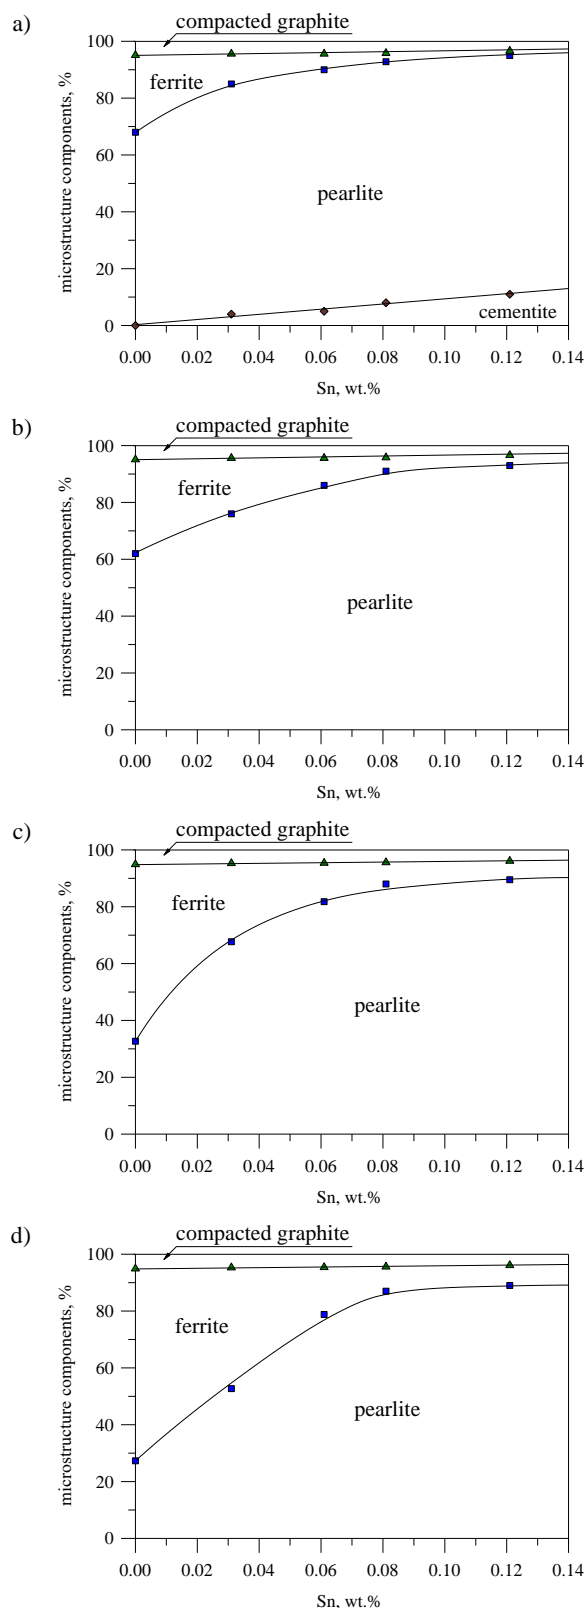 a)
compacted graphite
100
80
60
40
20
0
microstructure components, %
ferrite
pearlite
cementite
0.00 0.02 0.04 0.06 0.08 0.10 0.12 0.14
Sn, wt.%
b)
compacted graphite
100
80
60
40
20
0
microstructure components, %
ferrite
pearlite
0.00 0.02 0.04 0.06 0.08 0.10 0.12 0.14
Sn, wt.%
c)
compacted graphite
100
80
60
40
20
0
microstructure components, %
ferrite
pearlite
0.00 0.02 0.04 0.06 0.08 0.10 0.12 0.14
Sn, wt.%
d)
compacted graphite
100
80
60
40
20
0
microstructure components, %
ferrite
pearlite
0.00 0.02 0.04 0.06 0.08 0.10 0.12 0.14
Sn, wt.%